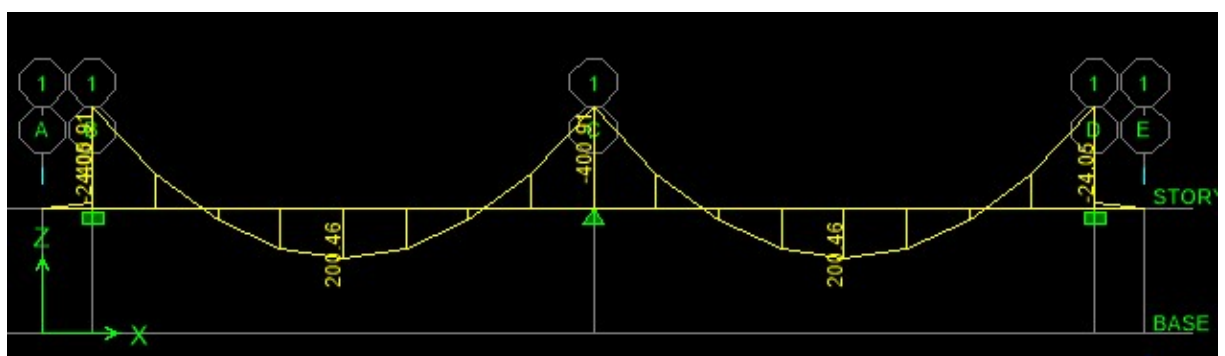 1 1 1 1 1
A C D E
-400.91
-24.05
STORY
200.46
200.46
Z
X
BASE